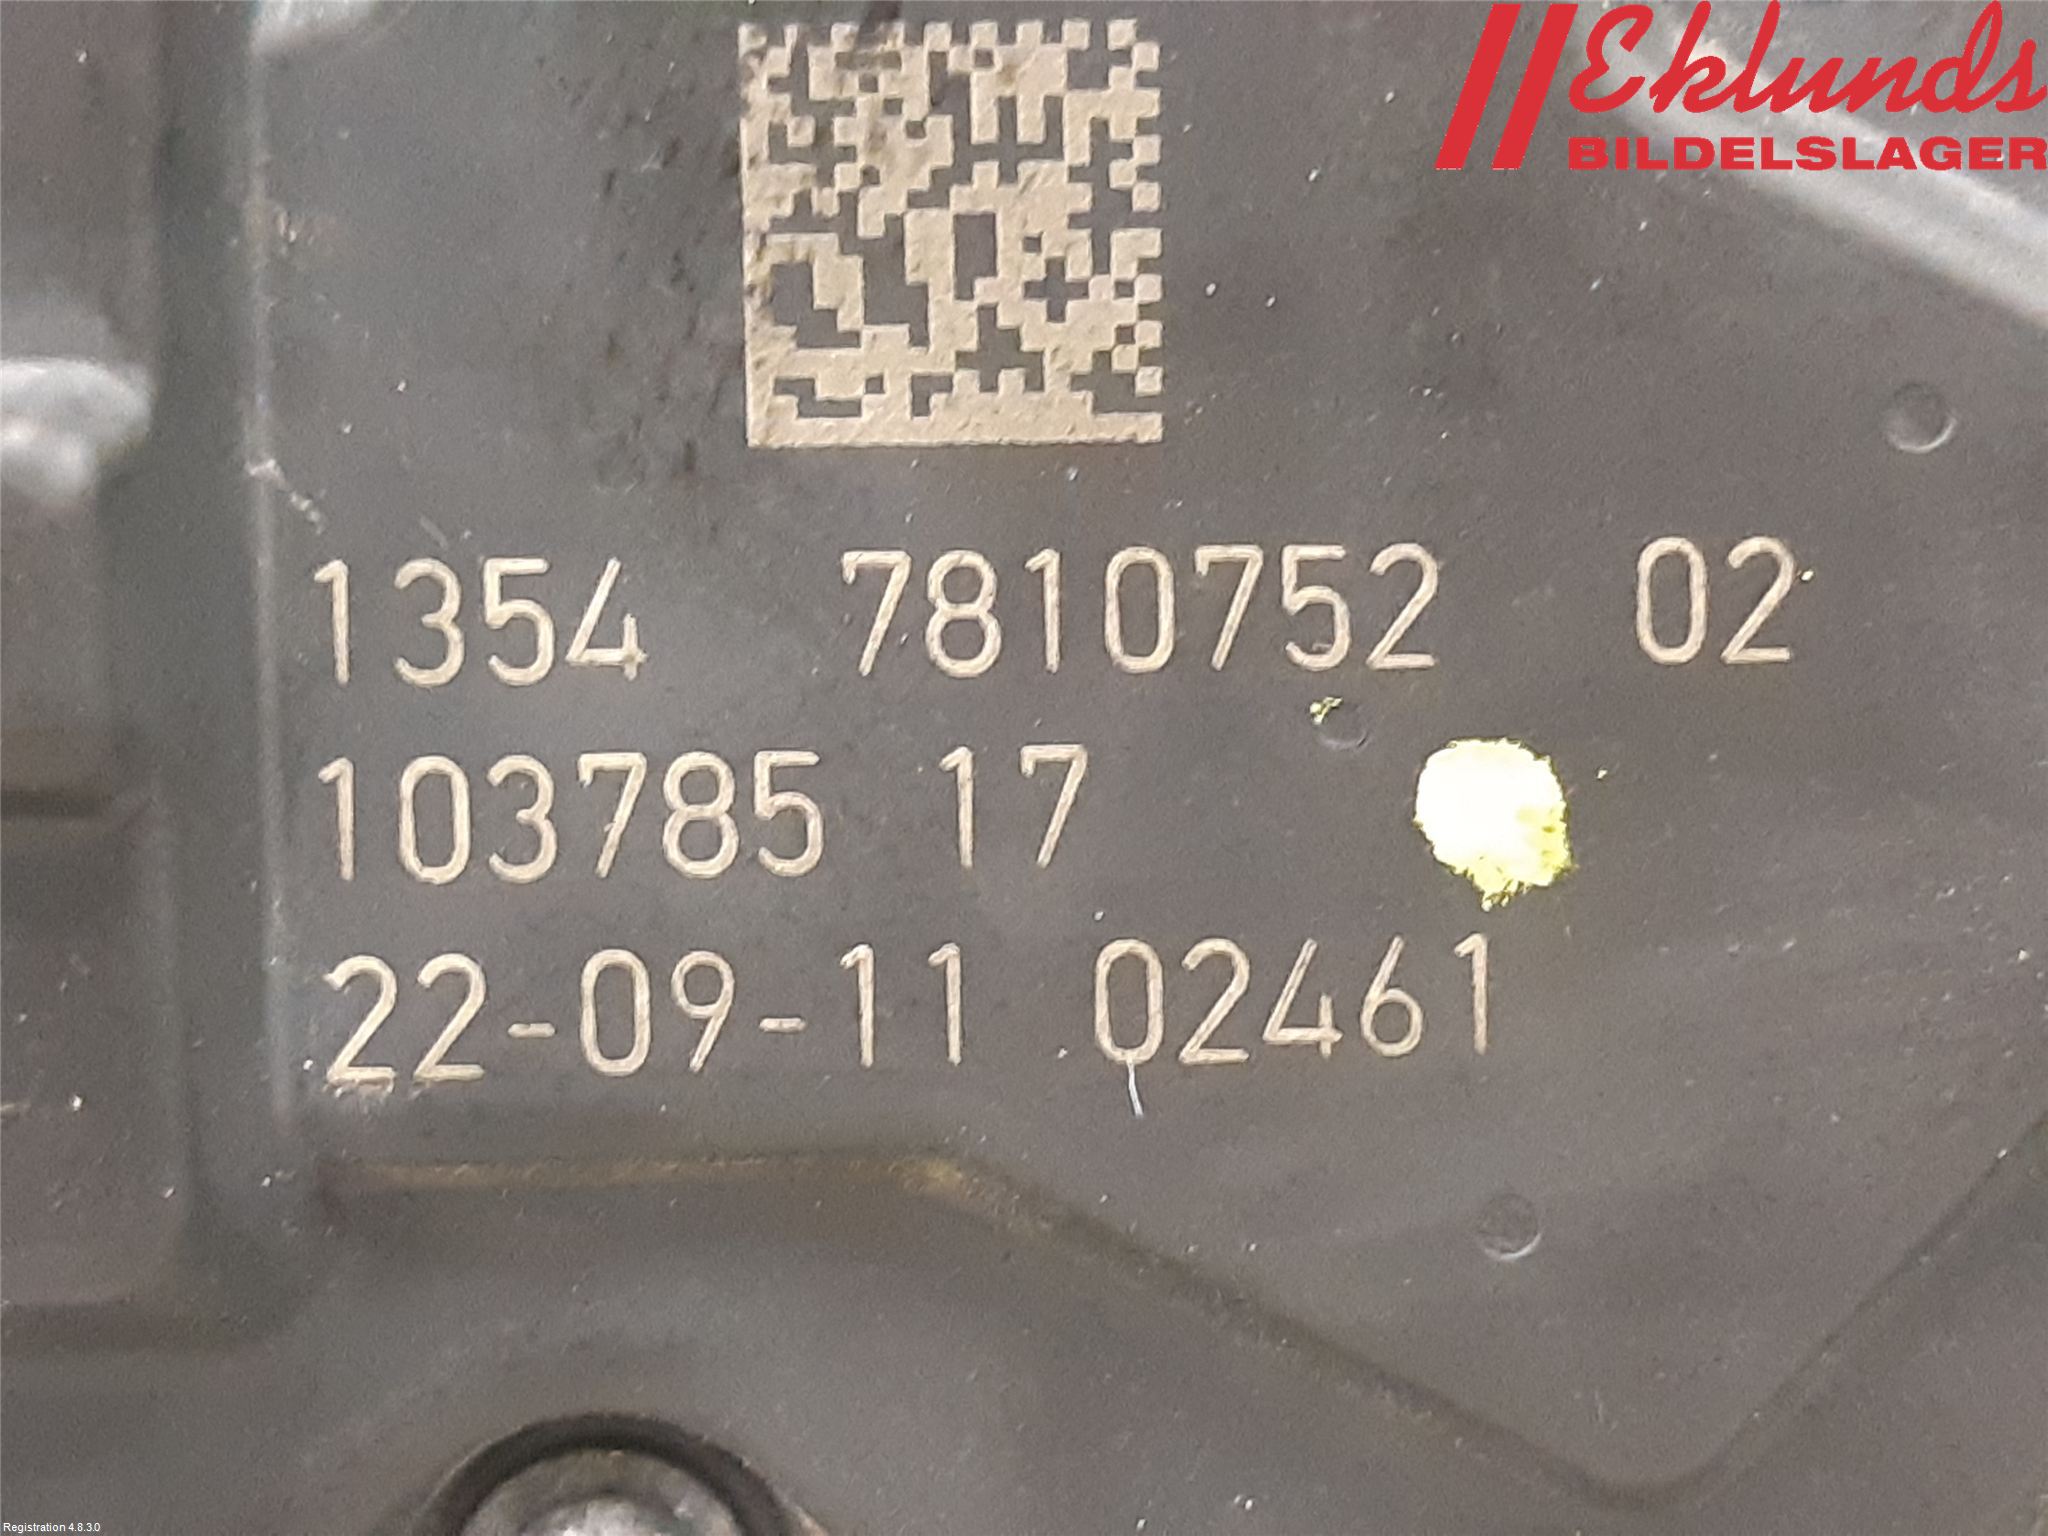 Eklunds
BILDELSLAGER
1354 7810752 02
103785 17
22-09-11 02461
Registration 4.8.3.0